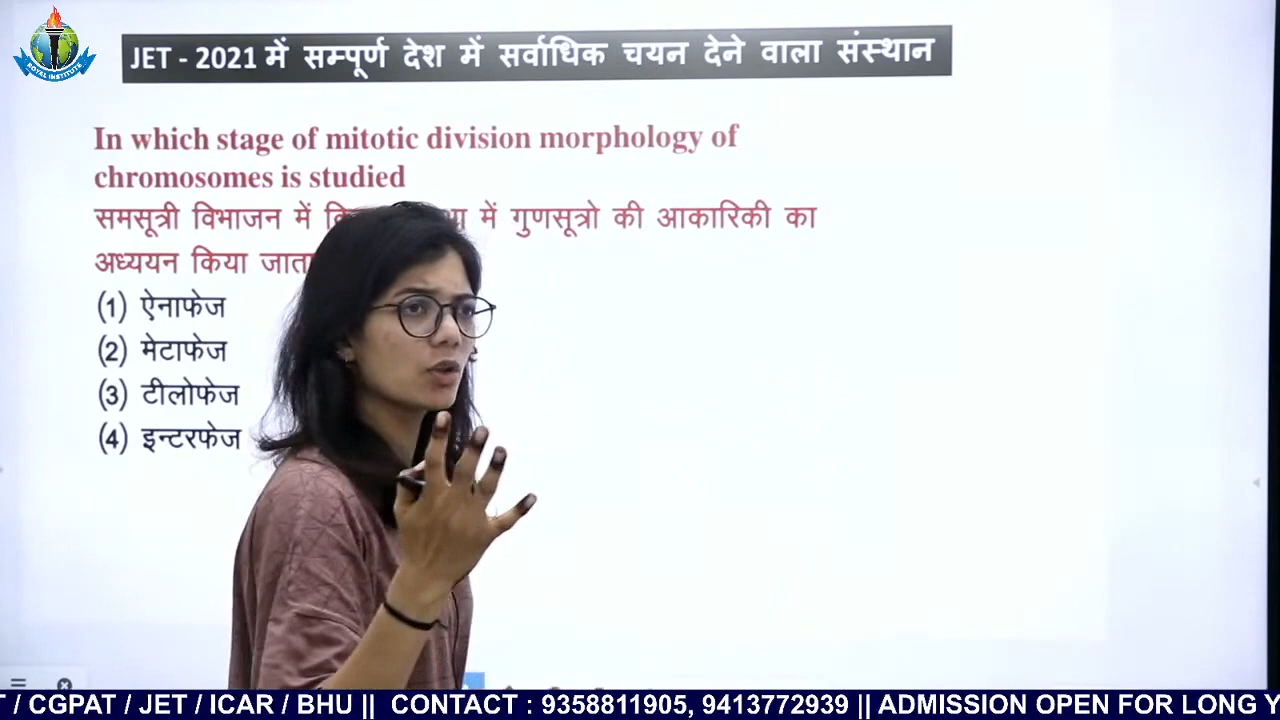 ROYAL INSTITUTE
JET - 2021 में सम्पूर्ण देश में सर्वाधिक चयन देने वाला संस्थान
In which stage of mitotic division morphology of
chromosomes is studied
समसूत्री विभाजन में में गुणसूत्रो की आकारिकी का
अध्ययन किया जाता
(1) ऐनाफेज
(2) मेटाफेज
(3) टीलोफेज
(4) इन्टरफेज
/ CGPAT / JET / ICAR / BHU || CONTACT : 9358811905, 9413772939 || ADMISSION OPEN FOR LONG